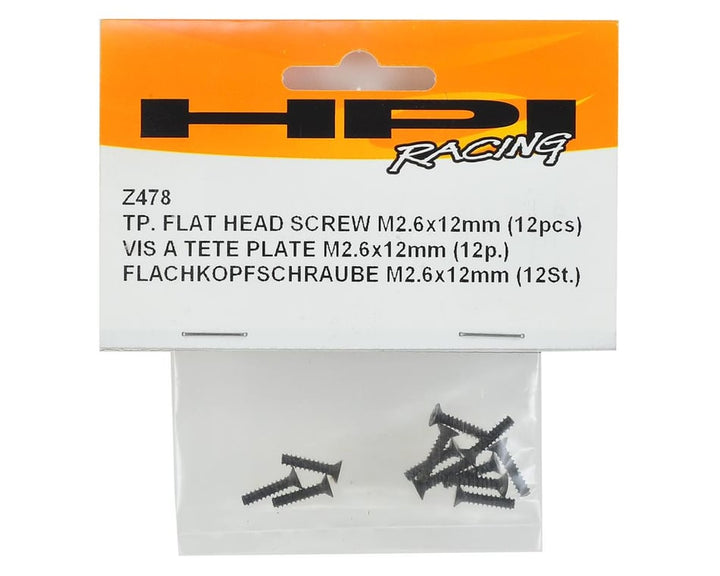 HPI
RACING
Z478
TP. FLAT HEAD SCREW M2.6x12mm (12pcs)
VIS A TETE PLATE M2.6x12mm (12p.)
FLACHKOPFSCHRAUBE M2.6x12mm (12St.)